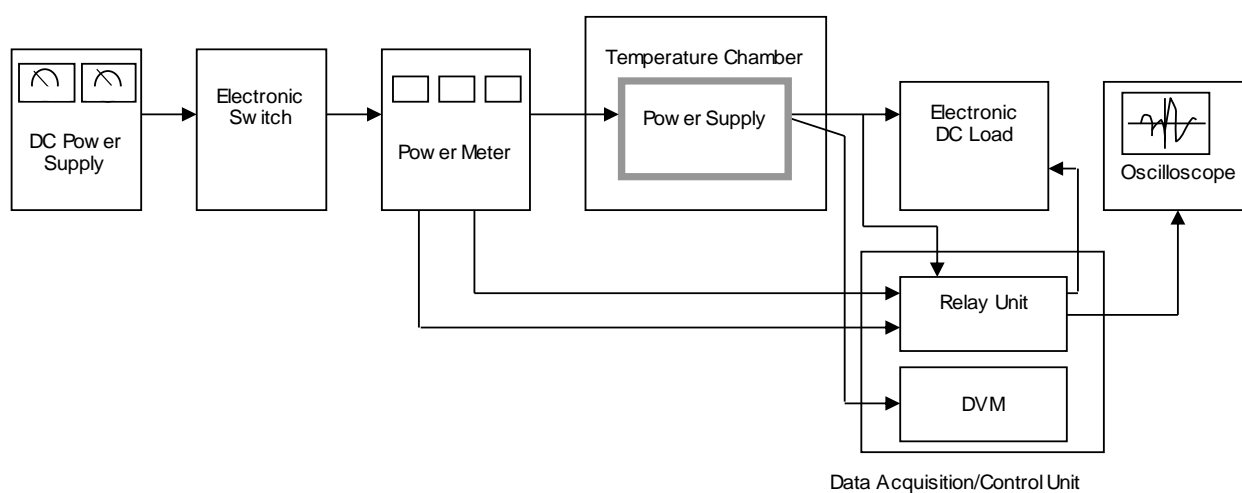 DC Power
Supply
Electronic
Switch
Power Meter
Temperature Chamber
Power Supply
Electronic
DC Load
Oscilloscope
Relay Unit
DVM
Data Acquisition/Control Unit